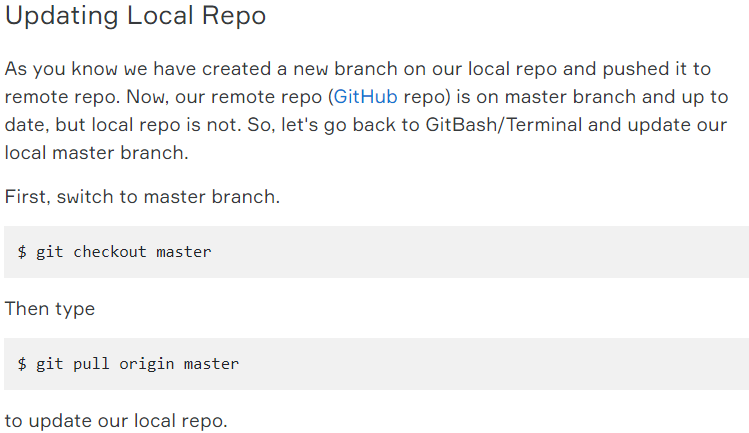 Updating Local Repo
As you know we have created a new branch on our local repo and pushed it to
remote repo. Now, our remote repo (GitHub repo) is on master branch and up to
date, but local repo is not. So, let's go back to GitBash/Terminal and update our
local master branch.
First, switch to master branch.
$ git checkout master
Then type
$ git pull origin master
to update our local repo.